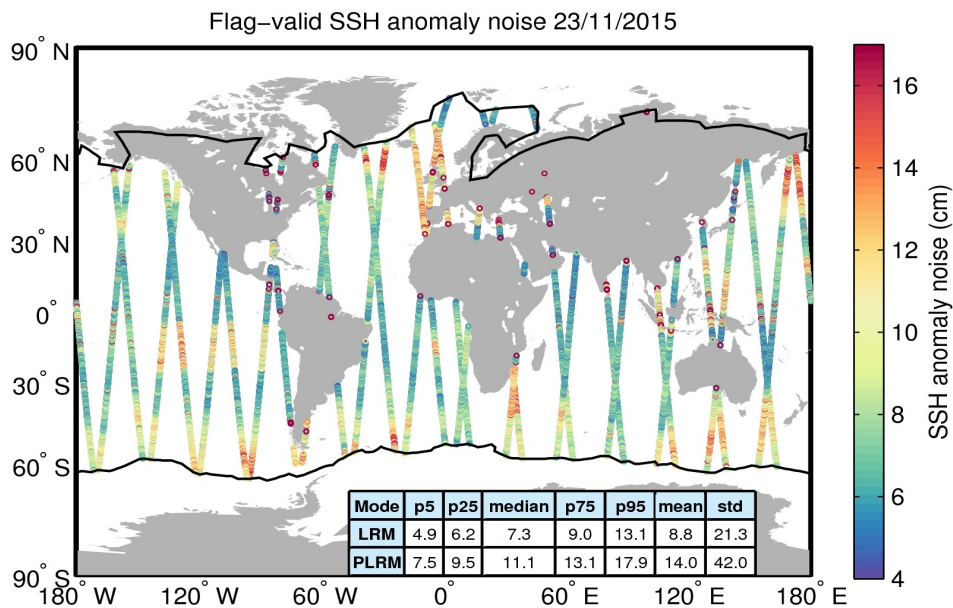 Flag−valid SSH anomaly noise 23/11/2015
90° N
60° N
30° N
0°
30° S
60° S
90° S
180° W 120° W 60° W 0° 60° E 120° E 180° E
Mode p5 p25 median p75 p95 mean std
LRM 4.9 6.2 7.3 9.0 13.1 8.8 21.3
PLRM 7.5 9.5 11.1 13.1 17.9 14.0 42.0
16
14
12
10
8
6
4
SSH anomaly noise (cm)